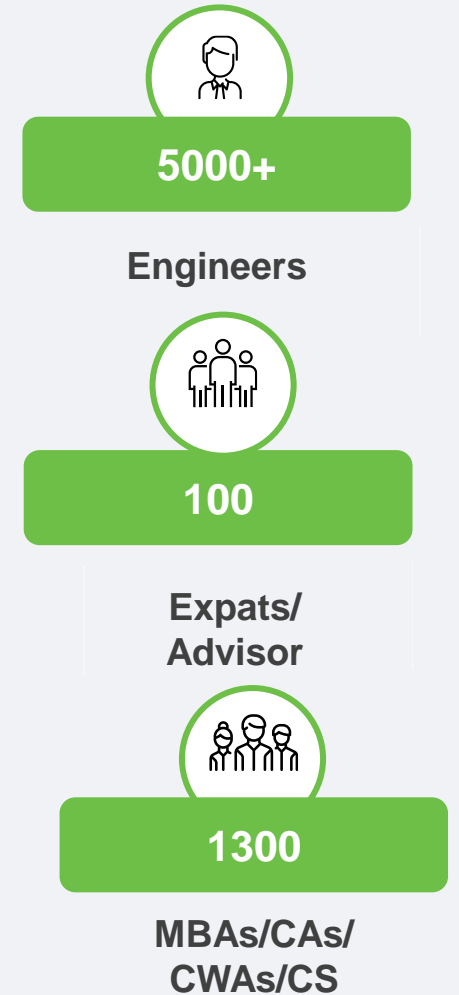 5000+
Engineers
100
Expats/
Advisor
1300
MBAs/CAs/
CWAs/CS